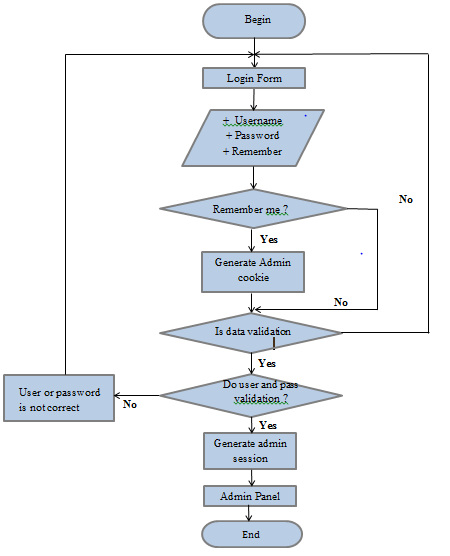 Begin
Login Form
+ Username
+ Password
+ Remember
Remember me ?
No
Yes
Generate Admin
cookie
No
Is data validation
Yes
Do user and pass
validation ?
User or password
is not correct
No
Yes
Generate admin
session
Admin Panel
End